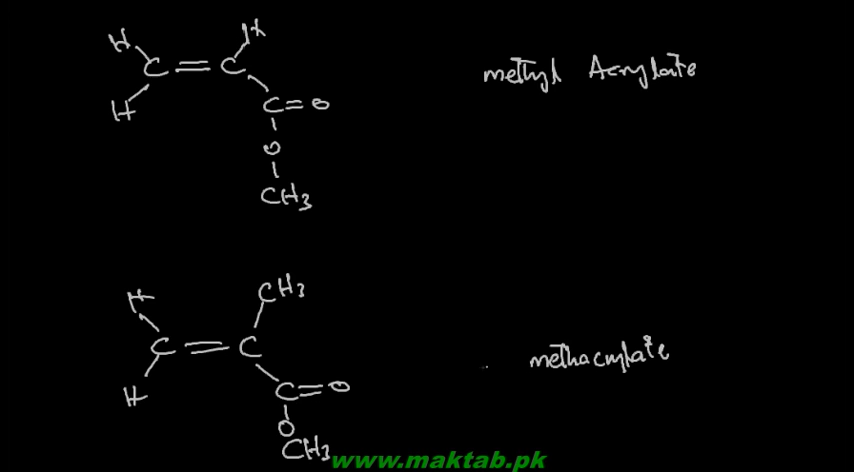 H H
C = C
H
C = O methyl Acrylate
O
CH3
H CH3
C = C
H
C = O methacrylate
O
CH3
www.maktab.pk